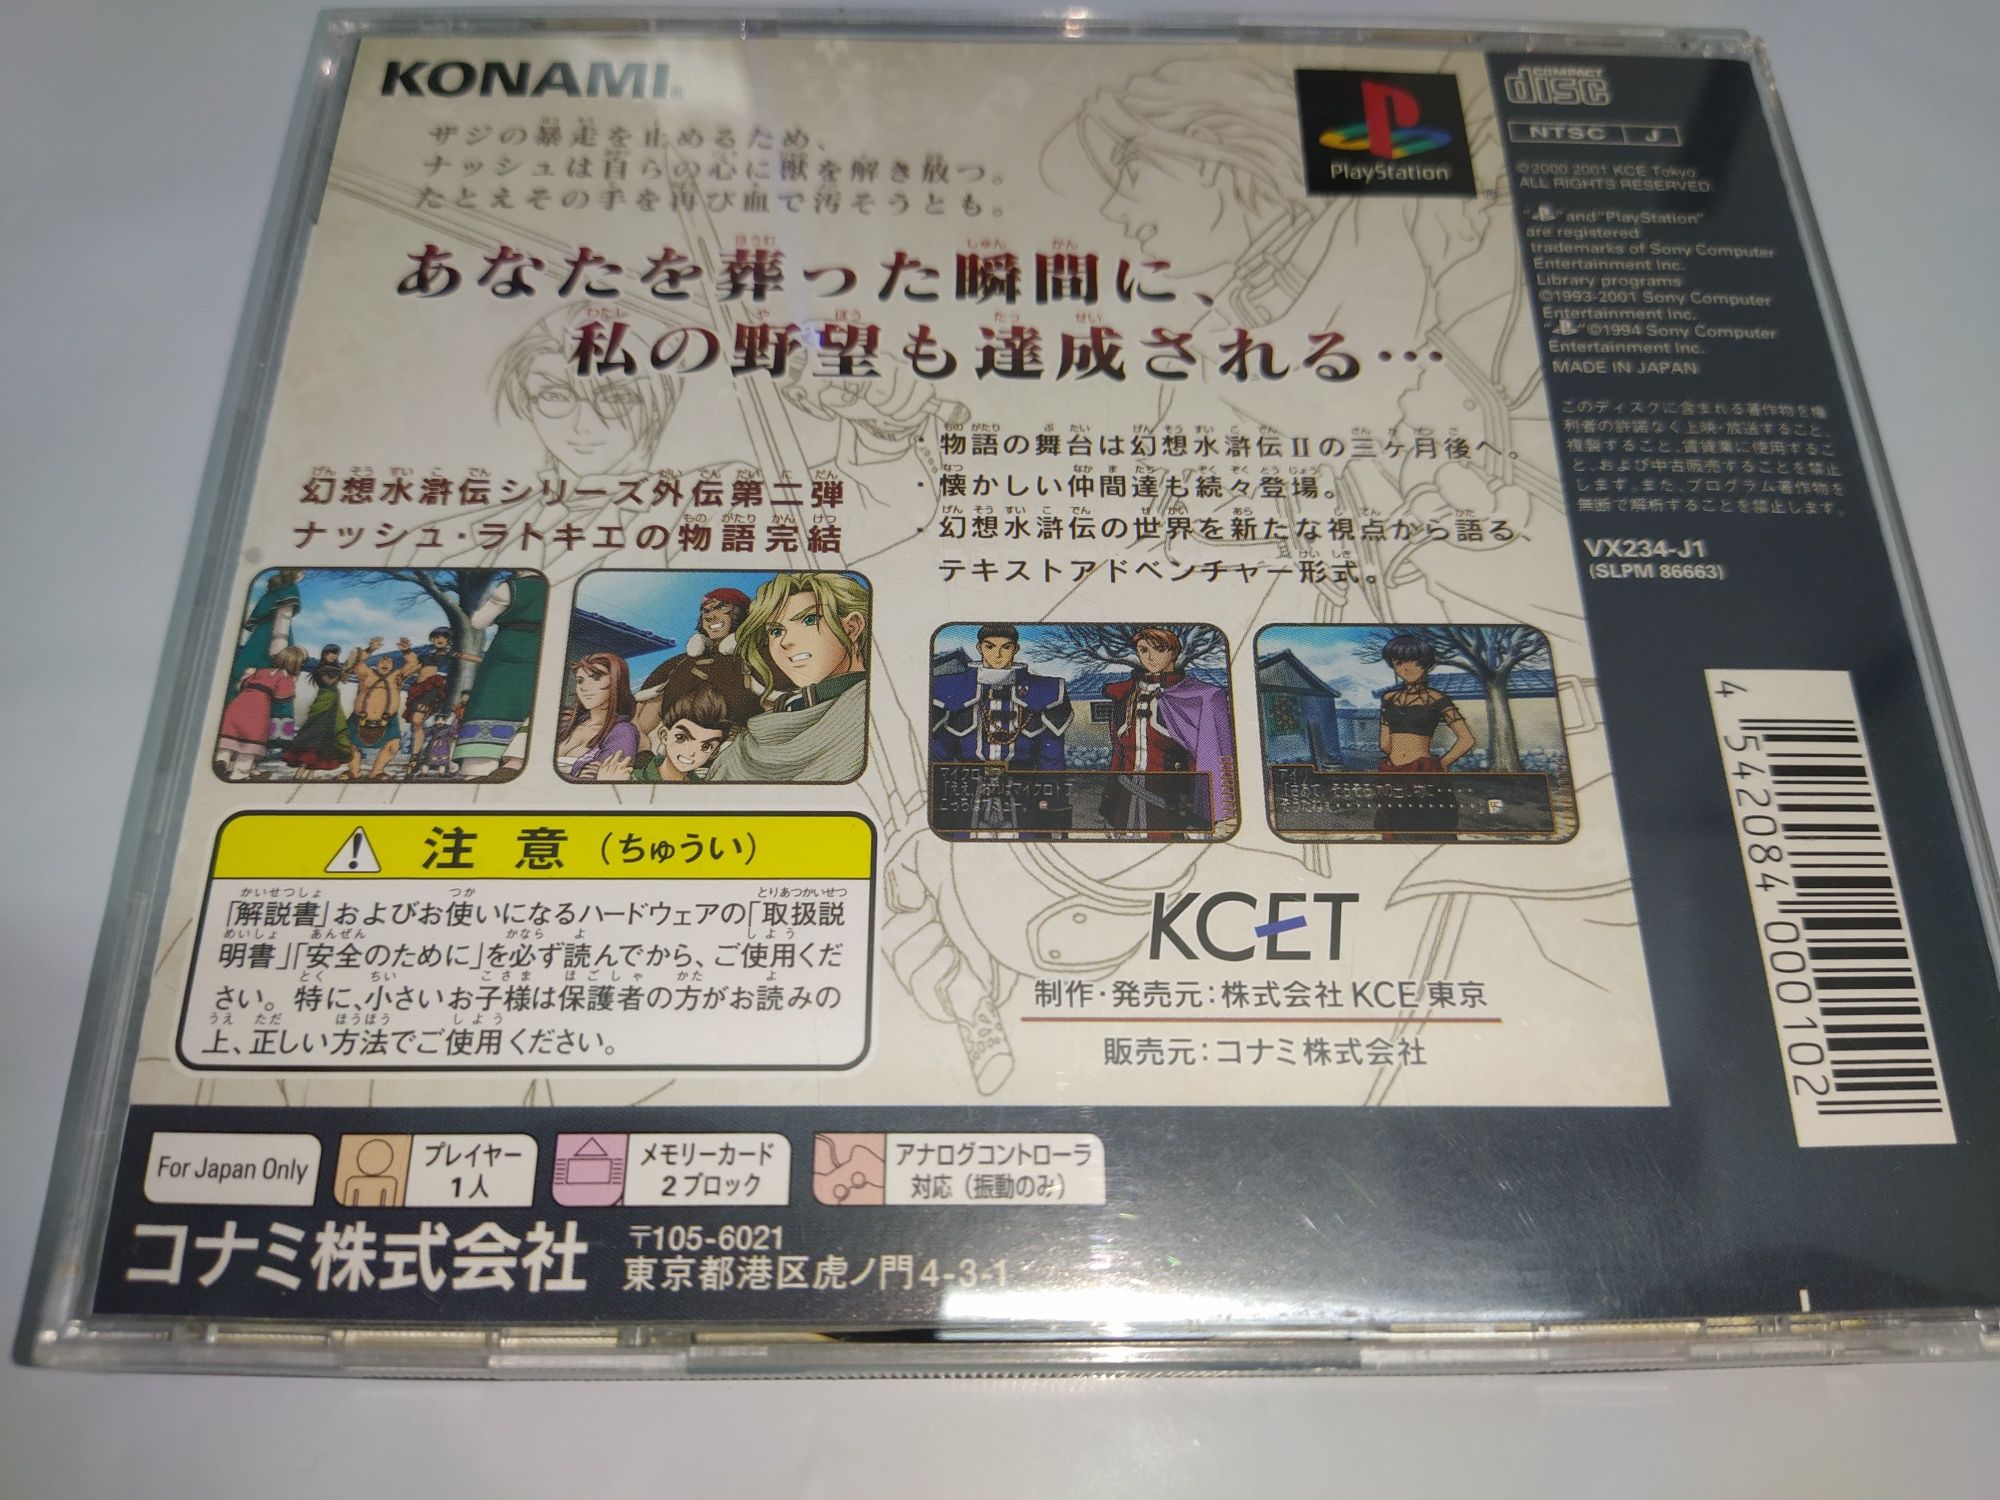 KONAMI®
ザジの暴走を止めるため、
ナッシュは自らの心に獣を解き放つ。
たとえその手を再び血で汚そうとも。
あなたを葬った瞬間に、
私の野望も達成される…
幻想水滸伝シリーズ外伝第二弾
ナッシュ・ラトキエの物語完結
・物語の舞台は幻想水滸伝Ⅱの三ヶ月後へ。
・懐かしい仲間達も続々登場。
・幻想水滸伝の世界を新たな視点から語る、
テキストアドベンチャー形式。
マイクロトフ
こっちがカミュー。
アイリ
注意(ちゅうい)
「解説書」およびお使いになるハードウェアの「取扱説
明書」「安全のために」を必ず読んでから、ご使用くだ
さい。特に、小さいお子様は保護者の方がお読みの
上、正しい方法でご使用ください。
KCET
制作・発売元：株式会社KCE東京
販売元：コナミ株式会社
For Japan Only
プレイヤー
1人
メモリーカード
2ブロック
アナログコントローラ
対応（振動のみ）
コナミ株式会社
〒105-6021
東京都港区虎ノ門4-3-1
PlayStation
COMPACT
disc
NTSC J
©2000 2001 KCE Tokyo
ALL RIGHTS RESERVED.
" " and "PlayStation"
are registered
trademarks of Sony Computer
Entertainment Inc.
Library programs
©1993-2001 Sony Computer
Entertainment Inc.
" " ©1994 Sony Computer
Entertainment Inc.
MADE IN JAPAN
このディスクに含まれる著作物を権
利者の許諾なく上映・放送すること、
複製すること、賃貸業に使用するこ
と、および中古販売することを禁止
します。また、プログラム著作物を
無断で解析することを禁止します。
VX234-J1
(SLPM 86663)
4 542084 000102